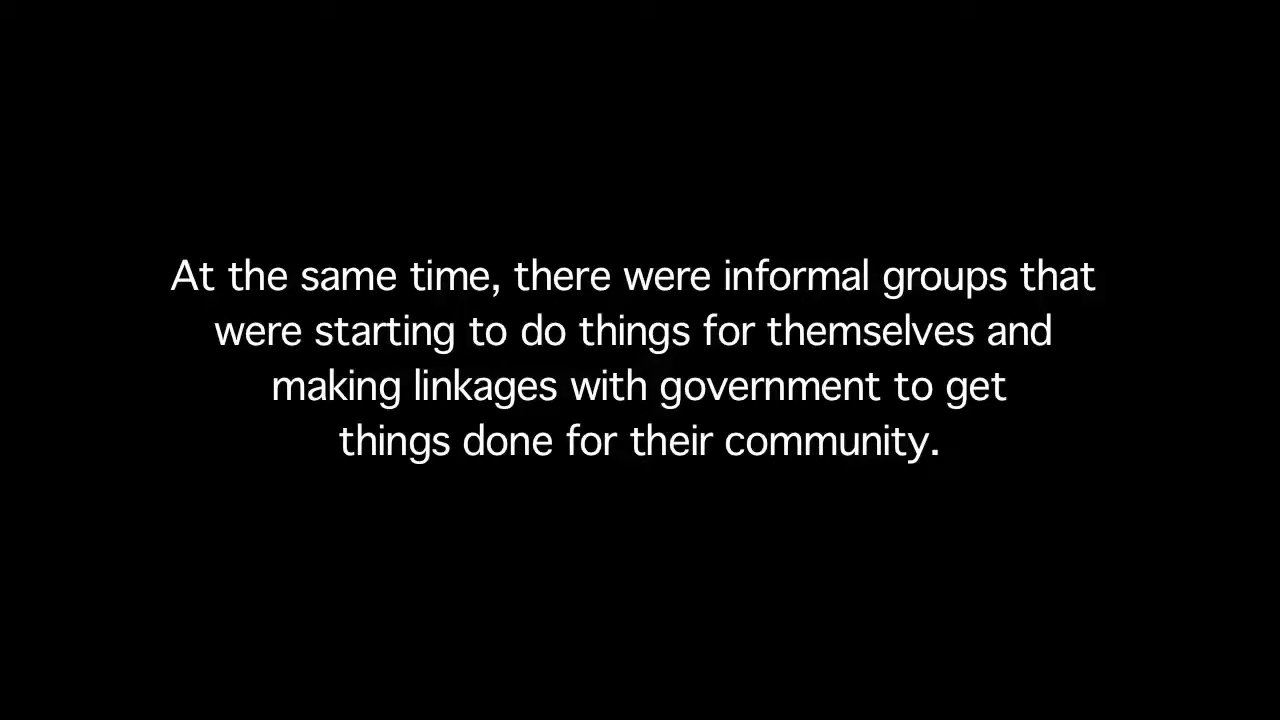 At the same time, there were informal groups that
were starting to do things for themselves and
making linkages with government to get
things done for their community.